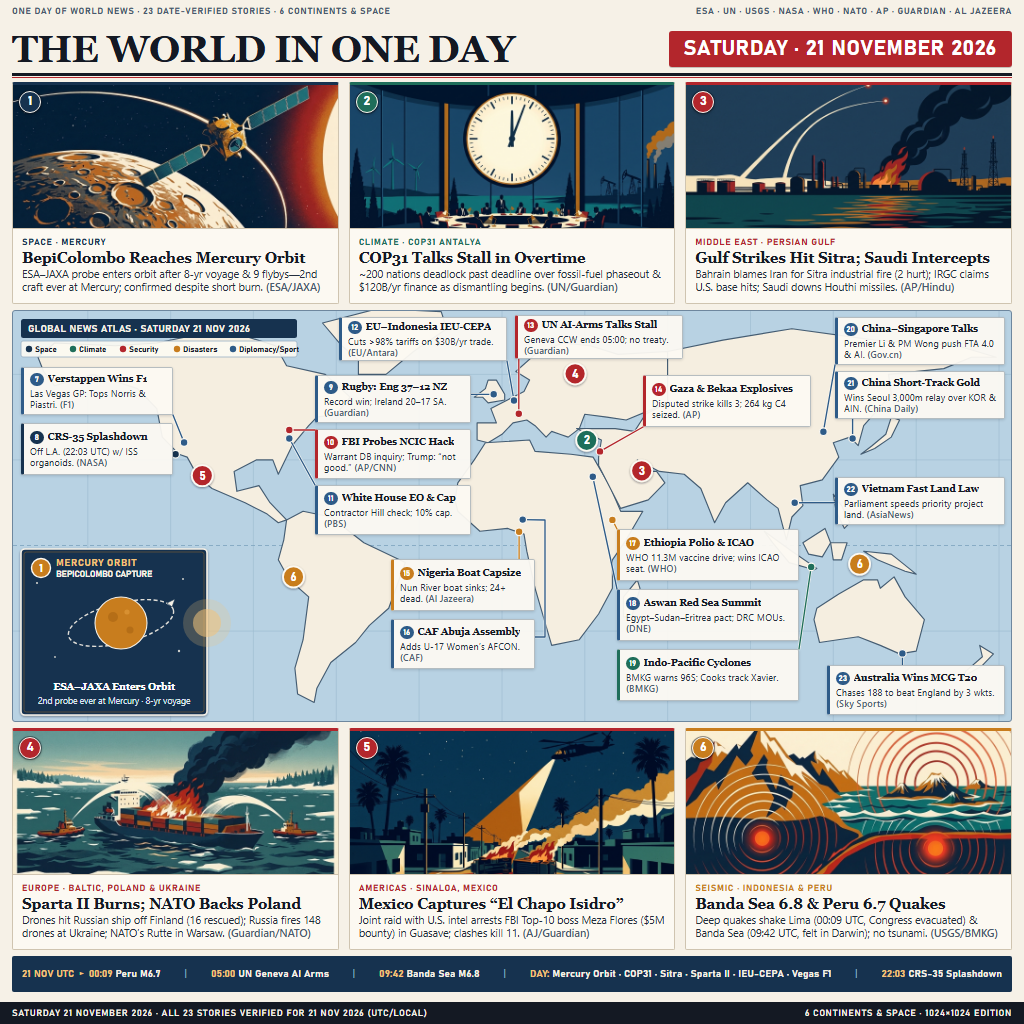 ONE DAY OF WORLD NEWS · 23 DATE-VERIFIED STORIES · 6 CONTINENTS & SPACE
ESA · UN · USGS · NASA · WHO · NATO · AP · GUARDIAN · AL JAZEERA
THE WORLD IN ONE DAY
SATURDAY · 21 NOVEMBER 2026
1
SPACE · MERCURY
BepiColombo Reaches Mercury Orbit
ESA–JAXA probe enters orbit after 8-yr voyage & 9 flybys—2nd
craft ever at Mercury; confirmed despite short burn. (ESA/JAXA)
2
CLIMATE · COP31 ANTALYA
COP31 Talks Stall in Overtime
~200 nations deadlock past deadline over fossil-fuel phaseout &
$120B/yr finance as dismantling begins. (UN/Guardian)
3
MIDDLE EAST · PERSIAN GULF
Gulf Strikes Hit Sitra; Saudi Intercepts
Bahrain blames Iran for Sitra industrial fire (2 hurt); IRGC claims
U.S. base hits; Saudi downs Houthi missiles. (AP/Hindu)
GLOBAL NEWS ATLAS · SATURDAY 21 NOV 2026
Space
Climate
Security
Disasters
Diplomacy/Sport
7 Verstappen Wins F1
Las Vegas GP: Tops Norris &
Piastri. (F1)
8 CRS-35 Splashdown
Off L.A. (22:03 UTC) w/ ISS
organoids. (NASA)
5
12 EU–Indonesia IEU-CEPA
Cuts >98% tariffs on $30B/yr trade.
(EU/Antara)
9 Rugby: Eng 37–12 NZ
Record win; Ireland 20–17 SA.
(Guardian)
10 FBI Probes NCIC Hack
Warrant DB inquiry; Trump: “not
good.” (AP/CNN)
11 White House EO & Cap
Contractor Hill check; 10% cap.
(PBS)
13 UN AI-Arms Talks Stall
Geneva CCW ends 05:00; no treaty.
(Guardian)
4
14 Gaza & Bekaa Explosives
Disputed strike kills 3; 264 kg C4
seized. (AP)
2
3
20 China–Singapore Talks
Premier Li & PM Wong push FTA 4.0
& AI. (Gov.cn)
21 China Short-Track Gold
Wins Seoul 3,000m relay over KOR &
AIN. (China Daily)
22 Vietnam Fast Land Law
Parliament speeds priority project
land. (AsiaNews)
6
6
15 Nigeria Boat Capsize
Nun River boat sinks; 24+
dead. (Al Jazeera)
16 CAF Abuja Assembly
Adds U-17 Women's AFCON.
(CAF)
17 Ethiopia Polio & ICAO
WHO 11.3M vaccine drive; wins ICAO
seat. (WHO)
18 Aswan Red Sea Summit
Egypt–Sudan–Eritrea pact; DRC MOUs.
(DNE)
19 Indo-Pacific Cyclones
BMKG warns 96S; Cooks track Xavier.
(BMKG)
23 Australia Wins MCG T20
Chases 188 to beat England by 3 wkts.
(Sky Sports)
1 MERCURY ORBIT
BEPICOLOMBO CAPTURE
ESA–JAXA Enters Orbit
2nd probe ever at Mercury · 8-yr voyage
4
EUROPE · BALTIC, POLAND & UKRAINE
Sparta II Burns; NATO Backs Poland
Drones hit Russian ship off Finland (16 rescued); Russia fires 148
drones at Ukraine; NATO's Rutte in Warsaw. (Guardian/NATO)
5
AMERICAS · SINALOA, MEXICO
Mexico Captures “El Chapo Isidro”
Joint raid with U.S. intel arrests FBI Top-10 boss Meza Flores ($5M
bounty) in Guasave; clashes kill 11. (AJ/Guardian)
6
SEISMIC · INDONESIA & PERU
Banda Sea 6.8 & Peru 6.7 Quakes
Deep quakes shake Lima (00:09 UTC, Congress evacuated) &
Banda Sea (09:42 UTC, felt in Darwin); no tsunami. (USGS/BMKG)
21 NOV UTC ► 00:09 Peru M6.7 | 05:00 UN Geneva AI Arms | 09:42 Banda Sea M6.8 | DAY: Mercury Orbit · COP31 · Sitra · Sparta II · IEU-CEPA · Vegas F1 | 22:03 CRS-35 Splashdown
SATURDAY 21 NOVEMBER 2026 · ALL 23 STORIES VERIFIED FOR 21 NOV 2026 (UTC/LOCAL)
6 CONTINENTS & SPACE · 1024×1024 EDITION